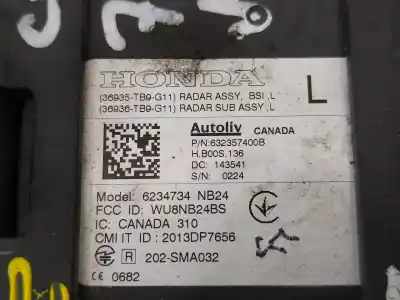 HONDA
(36935-TB9-G11) RADAR ASSY, BSI ,L
(36936-TB9-G11) RADAR SUB ASSY ,L
L
Autoliv CANADA
P/N:632357400B
H.B00S.136
DC: 143541
S/N: 0224
Model: 6234734 NB24
FCC ID: WU8NB24BS
IC: CANADA 310
CMI IT ID : 2013DP7656
R 202-SMA032
CE 0682